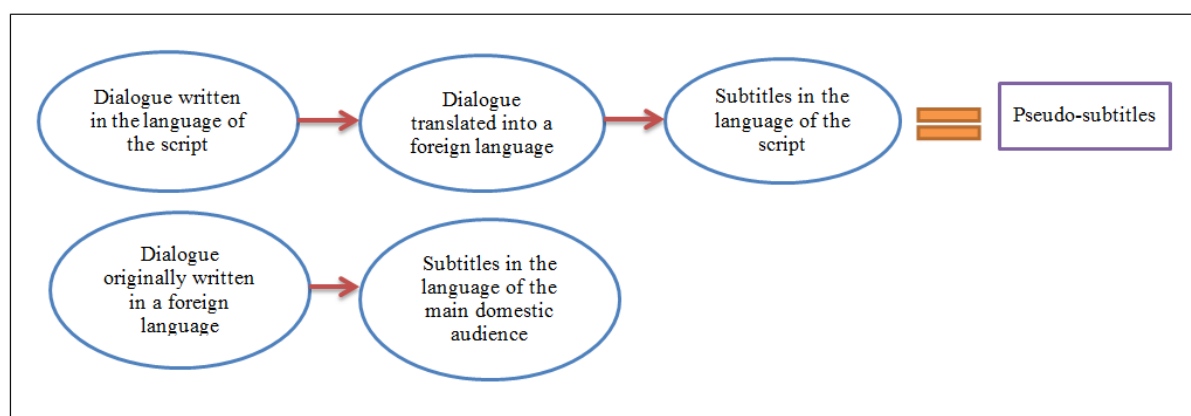 Dialogue written
in the language of
the script
Dialogue
translated into a
foreign language
Subtitles in the
language of the
script
Pseudo-subtitles
Dialogue
originally written
in a foreign
language
Subtitles in the
language of the
main domestic
audience